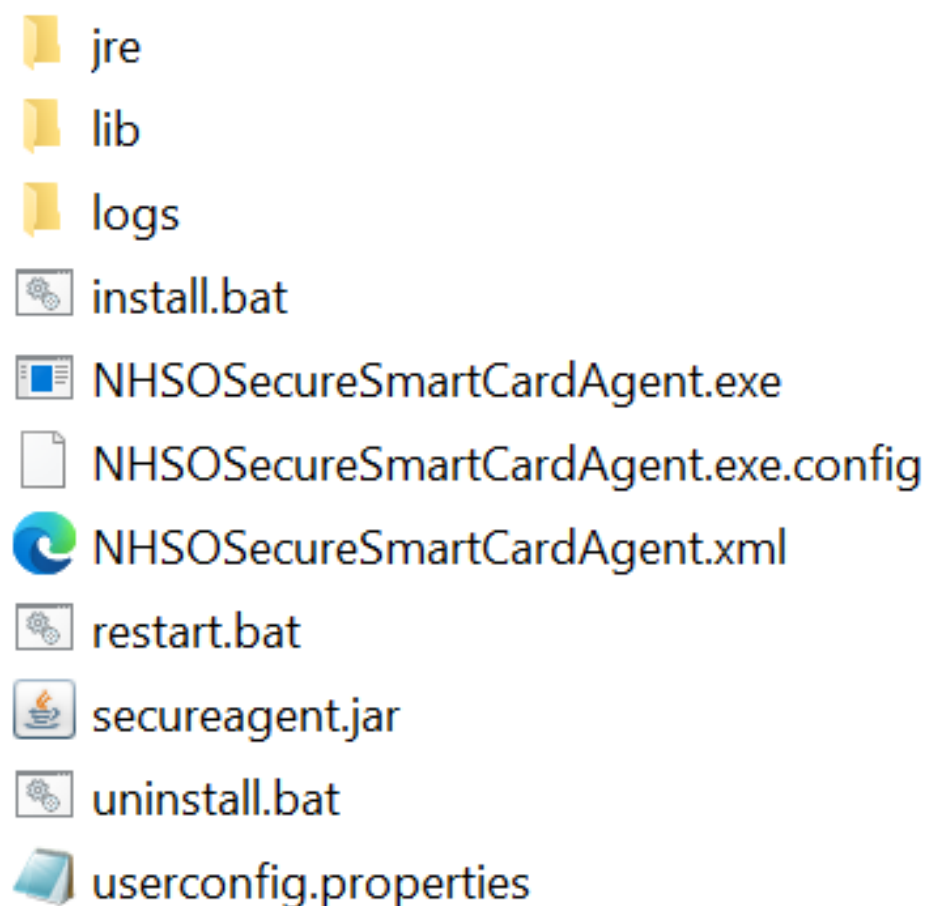 jre
lib
logs
install.bat
NHSOSecureSmartCardAgent.exe
NHSOSecureSmartCardAgent.exe.config
NHSOSecureSmartCardAgent.xml
restart.bat
secureagent.jar
uninstall.bat
userconfig.properties